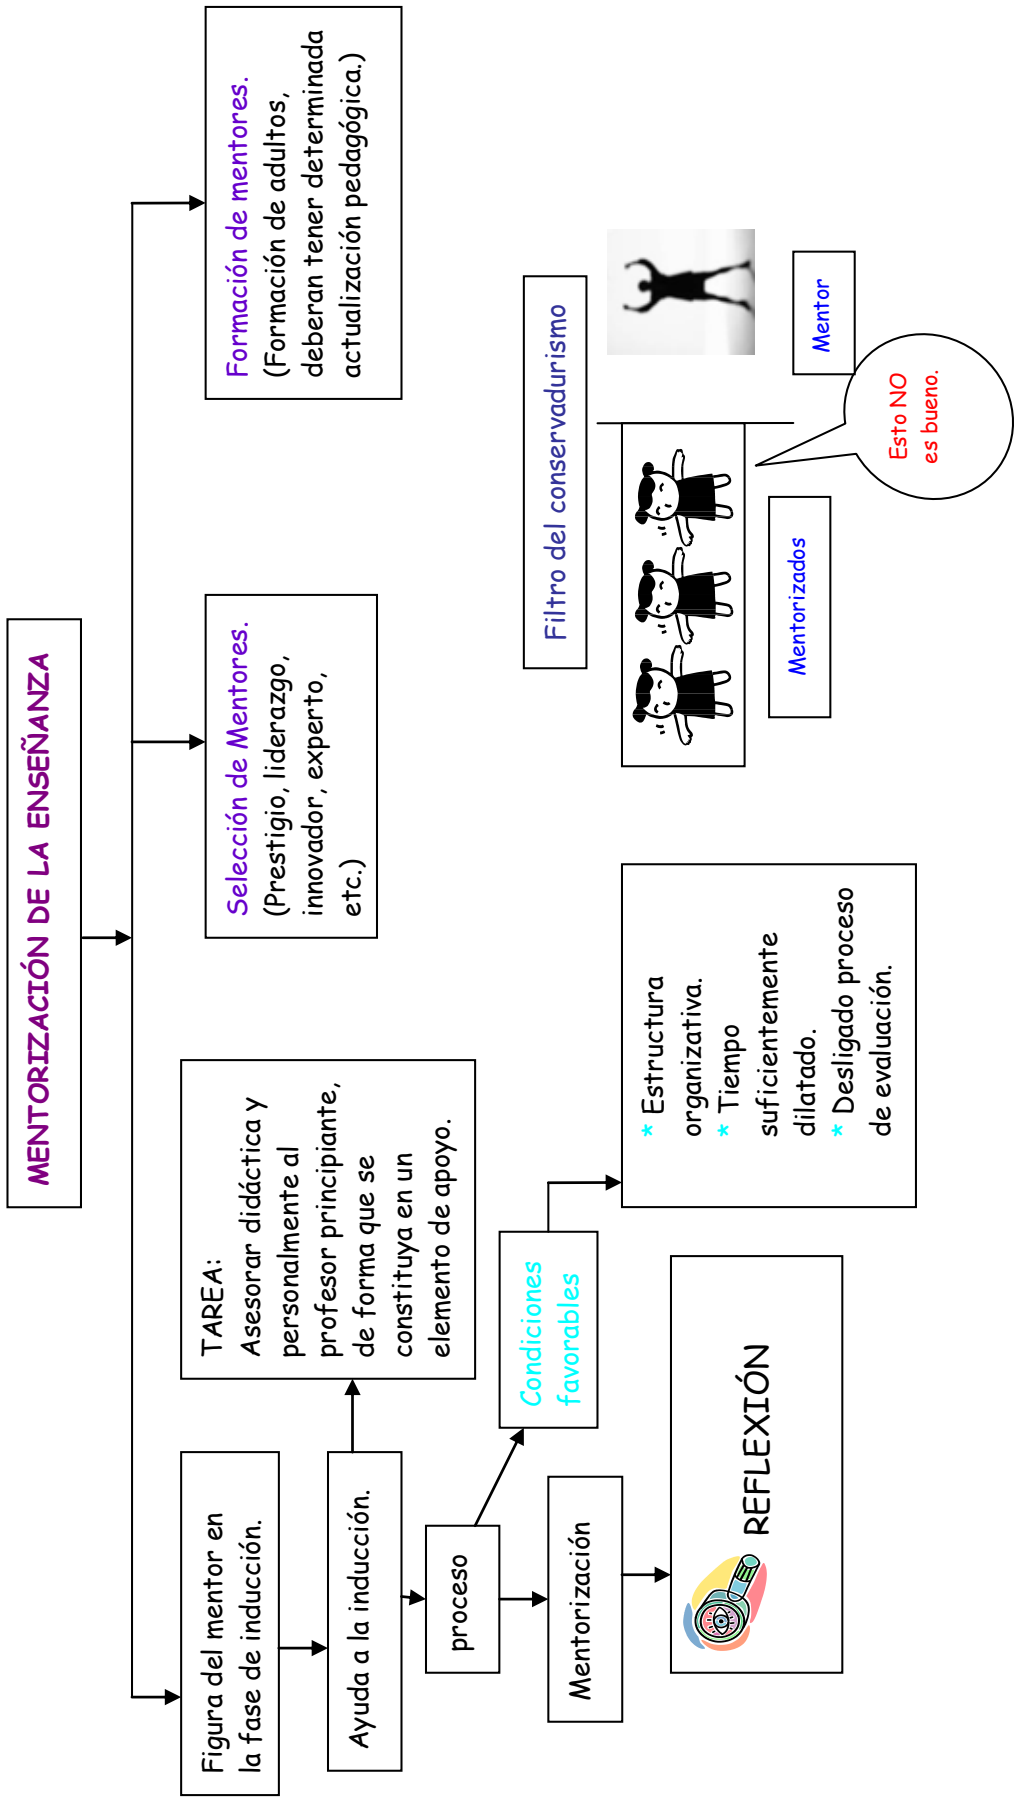 MENTORIZACIÓN DE LA ENSEÑANZA
Figura del mentor en
la fase de inducción.
Ayuda a la inducción.
TAREA:
Asesorar didáctica y
personalmente al
profesor principiante,
de forma que se
constituya en un
elemento de apoyo.
proceso
Condiciones
favorables
Mentorización
REFLEXIÓN
* Estructura
organizativa.
* Tiempo
suficientemente
dilatado.
* Desligado proceso
de evaluación.
Selección de Mentores.
(Prestigio, liderazgo,
innovador, experto,
etc.)
Formación de mentores.
(Formación de adultos,
deberan tener determinada
actualización pedagógica.)
Filtro del conservadurismo
Mentorizados
Mentor
Esto NO
es bueno.